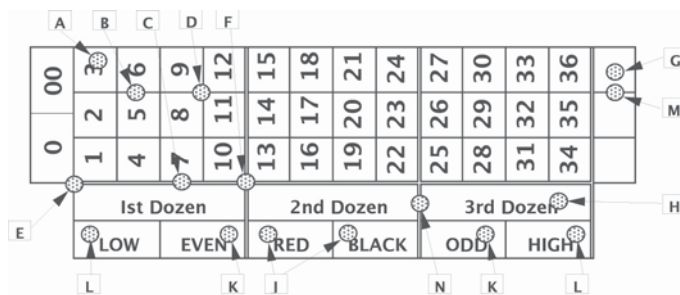 A B C D F
00 3 6 9 12 15 18 21 24 27 30 33 36 G
2 5 8 11 14 17 20 23 26 29 32 35 M
0 1 4 7 10 13 16 19 22 25 28 31 34
1st Dozen 2nd Dozen 3rd Dozen H
E LOW EVEN RED BLACK ODD HIGH
L K J N K L